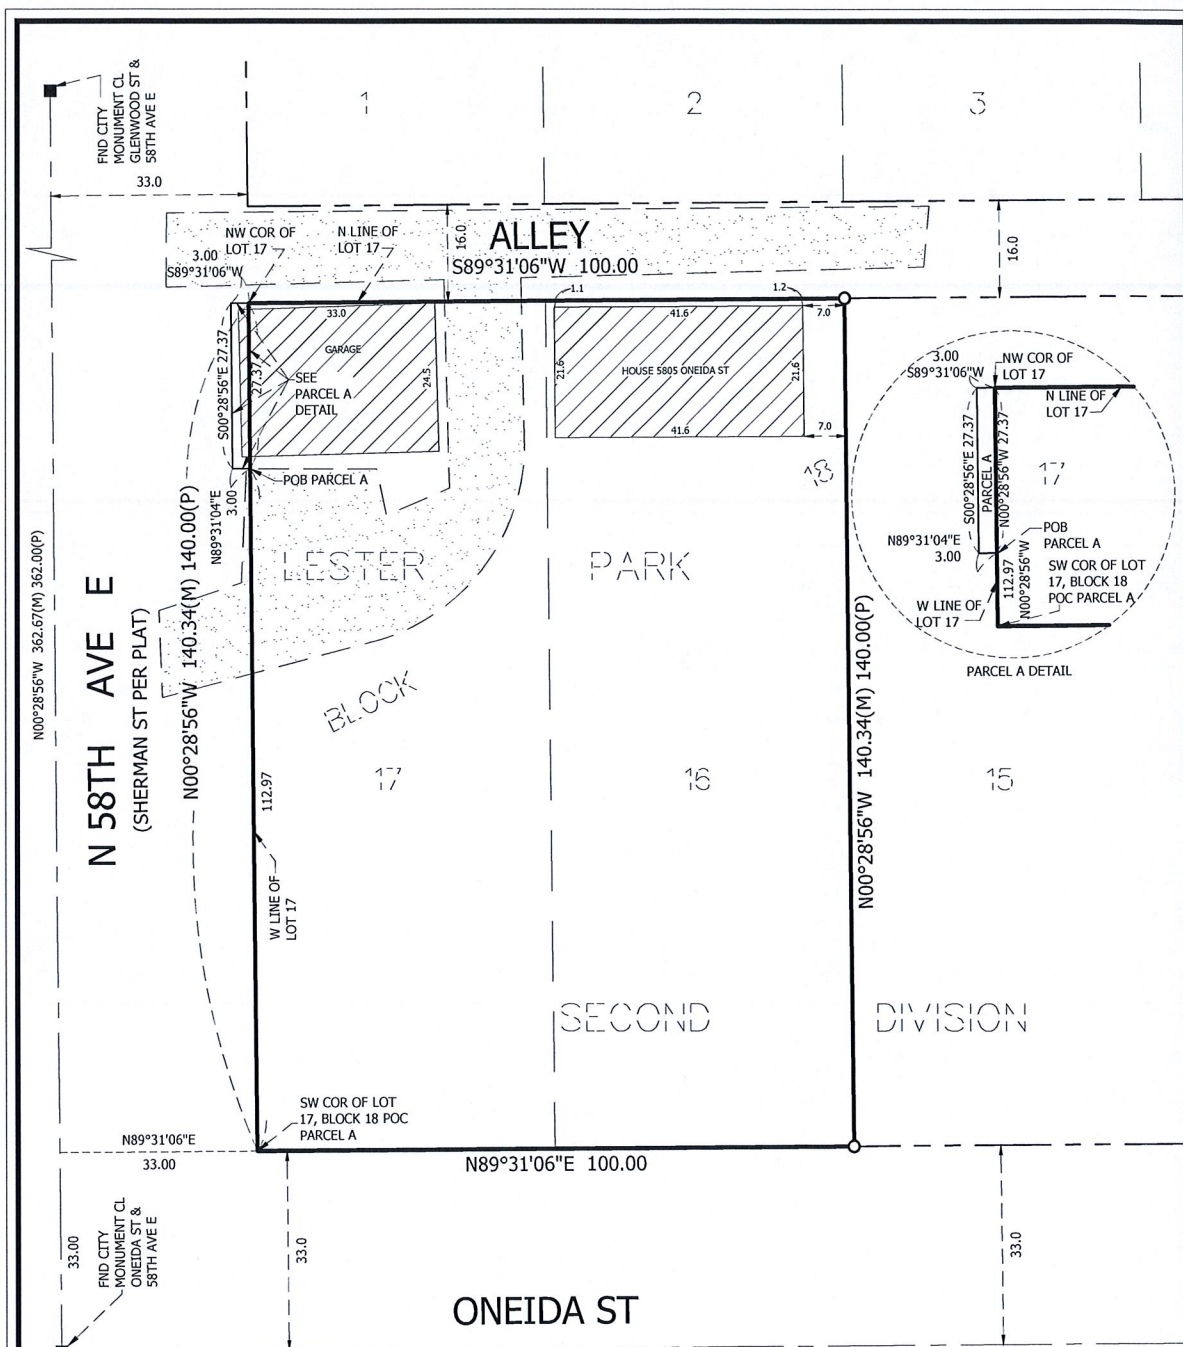 FND CITY
MONUMENT CL
GLENWOOD ST &
58TH AVE E
33.0
1
2
3
ALLEY
S89°31'06"W 100.00
16.0
16.0
NW COR OF
LOT 17
N LINE OF
LOT 17
3.00
S89°31'06"W
1.1
1.2
33.0
41.6
7.0
GARAGE
HOUSE 5805 ONEIDA ST
S00°28'56"E 27.37
27.37
24.5
21.6
21.6
SEE
PARCEL A
DETAIL
41.6
7.0
POB PARCEL A
N89°31'04"E
3.00
18
3.00
S89°31'06"W
NW COR OF
LOT 17
N LINE OF
LOT 17
S00°28'56"E 27.37
PARCEL A
N00°28'56"W 27.37
17
N89°31'04"E
3.00
POB
PARCEL A
112.97
N00°28'56"W
SW COR OF LOT
17, BLOCK 18
POC PARCEL A
W LINE OF
LOT 17
PARCEL A DETAIL
LESTER PARK
N00°28'56"W 362.67(M) 362.00(P)
N 58TH AVE E
(SHERMAN ST PER PLAT)
N00°28'56"W 140.34(M) 140.00(P)
BLOCK
17
16
15
112.97
N00°28'56"W 140.34(M) 140.00(P)
W LINE OF
LOT 17
SECOND DIVISION
SW COR OF LOT
17, BLOCK 18 POC
PARCEL A
N89°31'06"E
33.00
N89°31'06"E 100.00
33.00
FND CITY
MONUMENT CL
ONEIDA ST &
58TH AVE E
33.0
33.0
ONEIDA ST